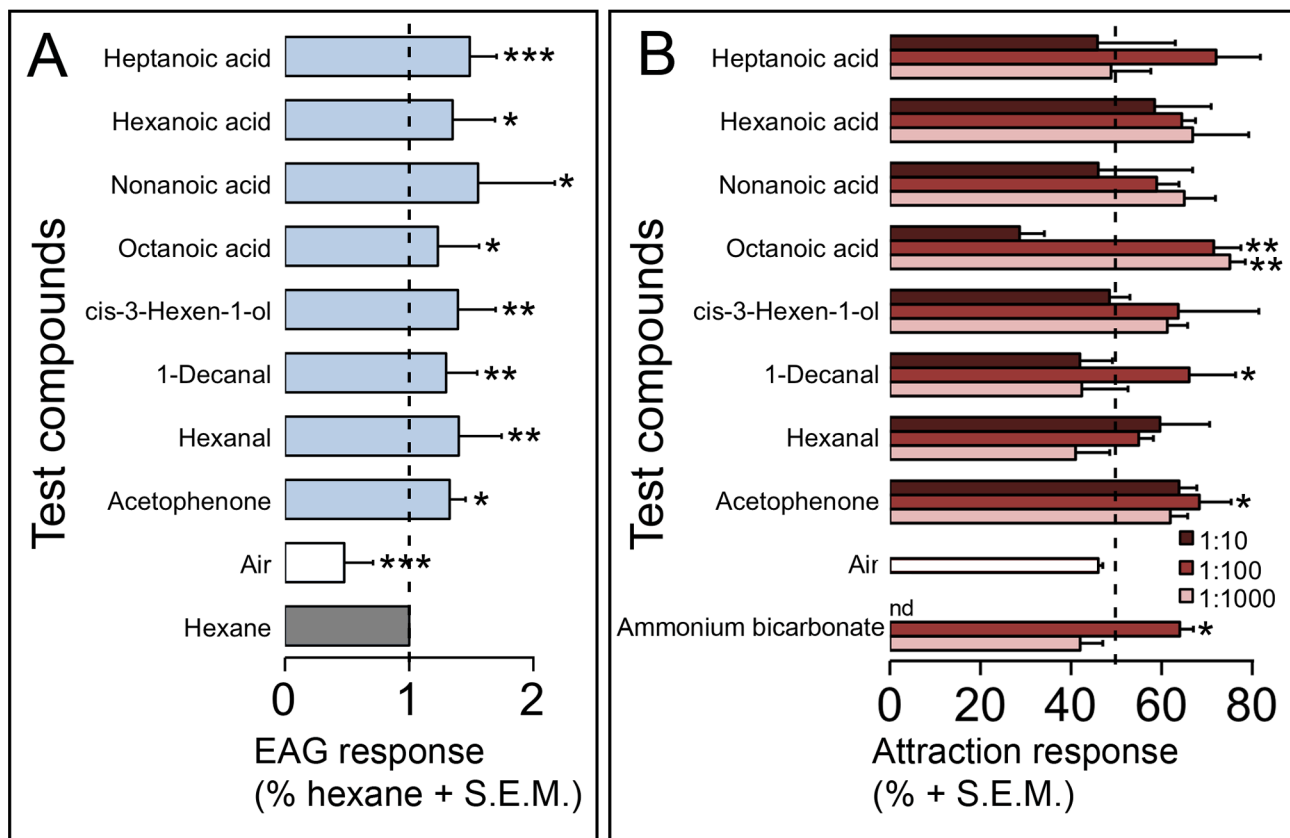 A
Test compounds
Heptanoic acid
***
Hexanoic acid
*
Nonanoic acid
*
Octanoic acid
*
cis-3-Hexen-1-ol
**
1-Decanal
**
Hexanal
**
Acetophenone
*
Air
***
Hexane
0 1 2
EAG response
(% hexane + S.E.M.)
B
Test compounds
Heptanoic acid
Hexanoic acid
Nonanoic acid
Octanoic acid
**
**
cis-3-Hexen-1-ol
1-Decanal
*
Hexanal
Acetophenone
*
1:10
1:100
1:1000
Air
nd
Ammonium bicarbonate
*
0 20 40 60 80
Attraction response
(% + S.E.M.)